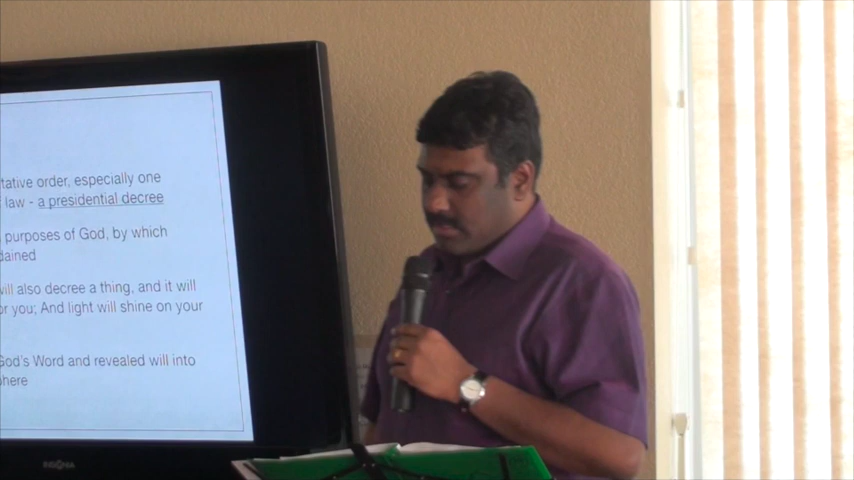 tative order, especially one
law - a presidential decree
purposes of God, by which
dained
will also decree a thing, and it will
or you; And light will shine on your
God's Word and revealed will into
here
INSIGNIA